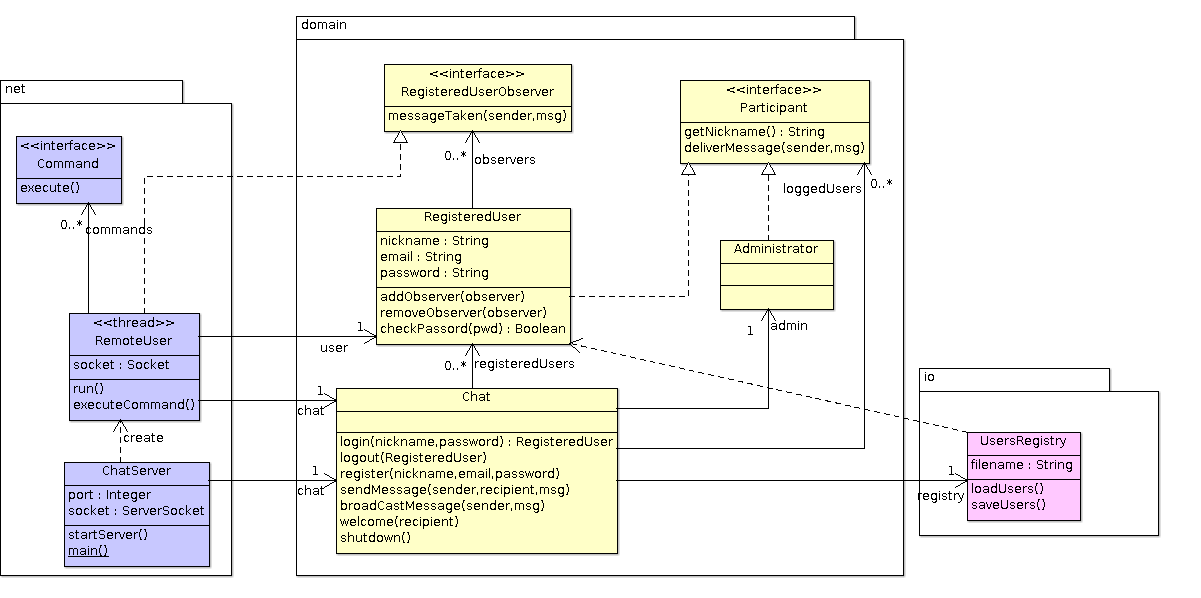 domain
net
<<interface>>
RegisteredUserObserver
messageTaken(sender,msg)
<<interface>>
Participant
getNickname() : String
deliverMessage(sender,msg)
<<interface>>
Command
execute()
0..*
observers
loggedUsers
0..*
0..*
commands
RegisteredUser
nickname : String
email : String
password : String
addObserver(observer)
removeObserver(observer)
checkPassord(pwd) : Boolean
Administrator
<<thread>>
RemoteUser
socket : Socket
run()
executeCommand()
1
user
1
admin
0..*
registeredUsers
1
chat
Chat
login(nickname,password) : RegisteredUser
logout(RegisteredUser)
register(nickname,email,password)
sendMessage(sender,recipient,msg)
broadCastMessage(sender,msg)
welcome(recipient)
shutdown()
io
UsersRegistry
filename : String
loadUsers()
saveUsers()
1
registry
create
ChatServer
port : Integer
socket : ServerSocket
startServer()
main()
1
chat